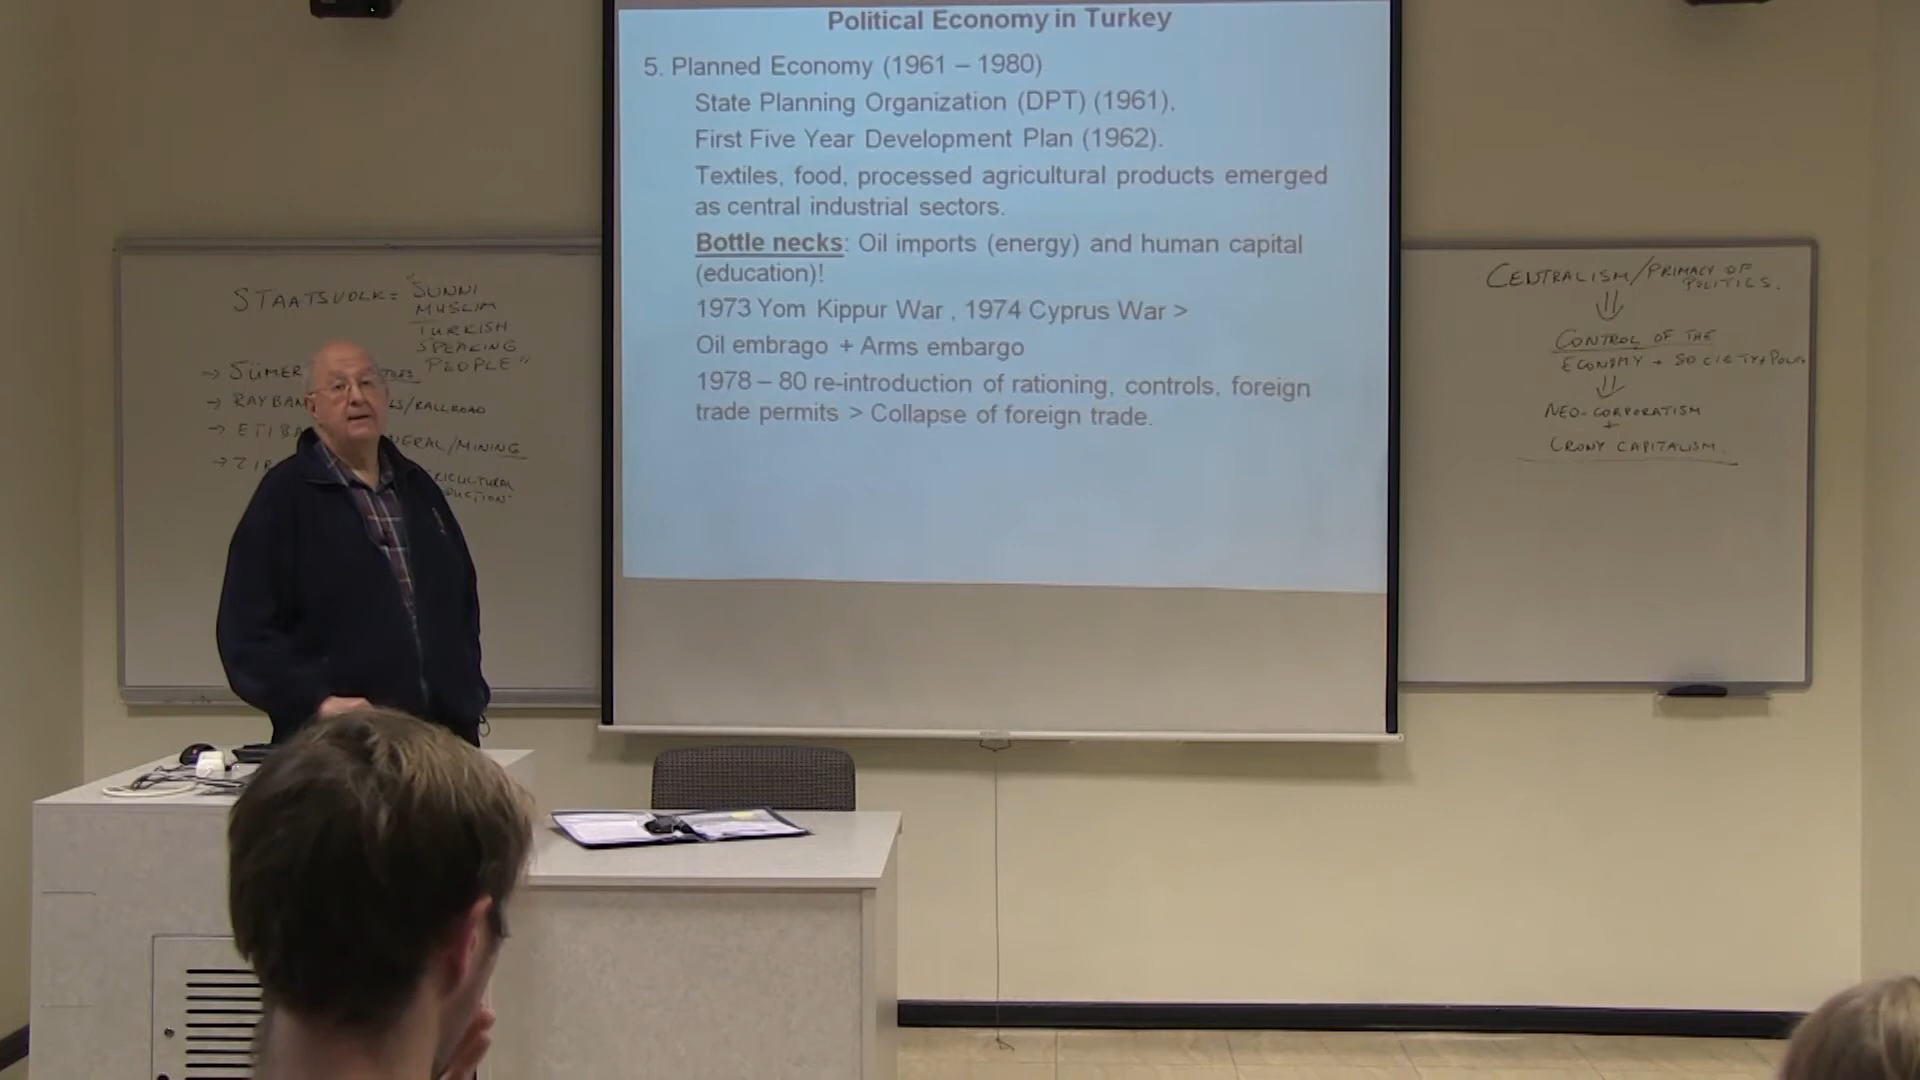 Political Economy in Turkey
5. Planned Economy (1961 – 1980)
State Planning Organization (DPT) (1961),
First Five Year Development Plan (1962).
Textiles, food, processed agricultural products emerged
as central industrial sectors.
Bottle necks: Oil imports (energy) and human capital
(education)!
1973 Yom Kippur War , 1974 Cyprus War >
Oil embrago + Arms embargo
1978 – 80 re-introduction of rationing, controls, foreign
trade permits > Collapse of foreign trade.
STAATSVOLK = "SUNNI
MUSLIM
TURKISH
SPEAKING
PEOPLE"
→ SÜMER
→ RAYBAN /RAILROAD
→ ETIBA /MINING
→
CENTRALISM/PRIMACY OF
POLITICS.
⇓
CONTROL OF THE
ECONOMY + SOCIETY +
⇓
NEO-CORPORATISM
+
CRONY CAPITALISM.